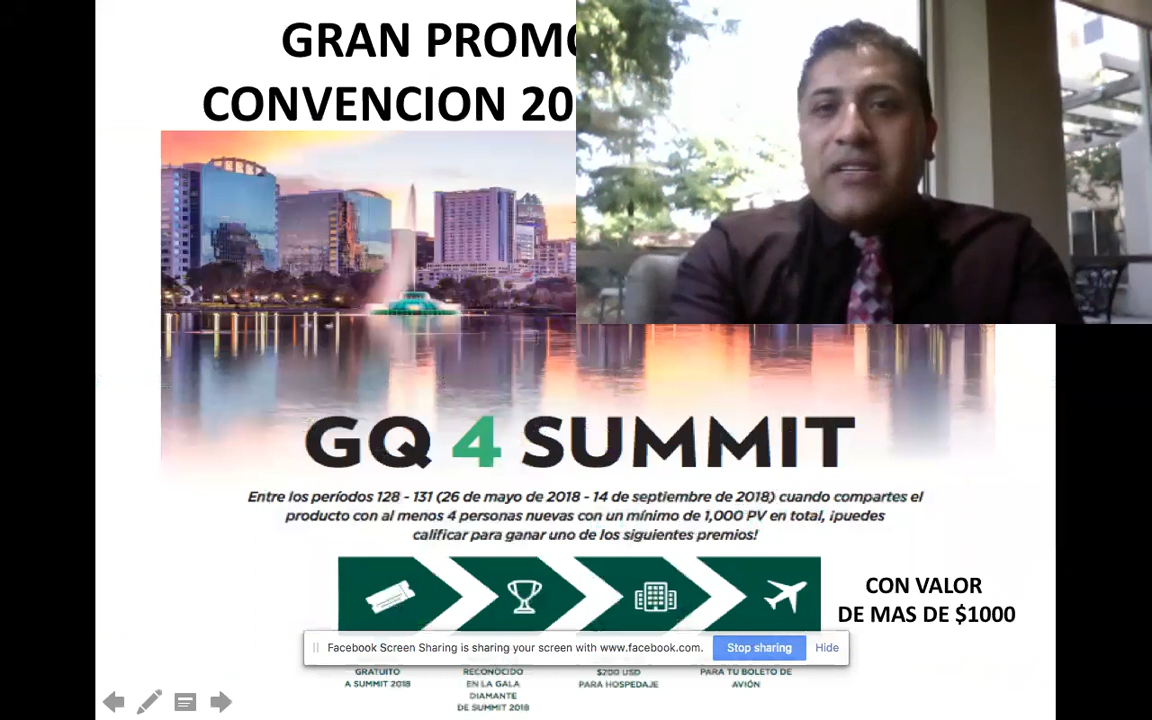 GRAN PROMO
CONVENCION 20
GQ 4 SUMMIT
Entre los períodos 128 - 131 (26 de mayo de 2018 - 14 de septiembre de 2018) cuando compartes el
producto con al menos 4 personas nuevas con un mínimo de 1,000 PV en total, ¡puedes
calificar para ganar uno de los siguientes premios!
CON VALOR
DE MAS DE $1000
Facebook Screen Sharing is sharing your screen with www.facebook.com.
Stop sharing
Hide
GRATUITO
A SUMMIT 2018
RECONOCIDO
EN LA GALA
DIAMANTE
DE SUMMIT 2018
$200 USD
PARA HOSPEDAJE
PARA TU BOLETO DE
AVIÓN